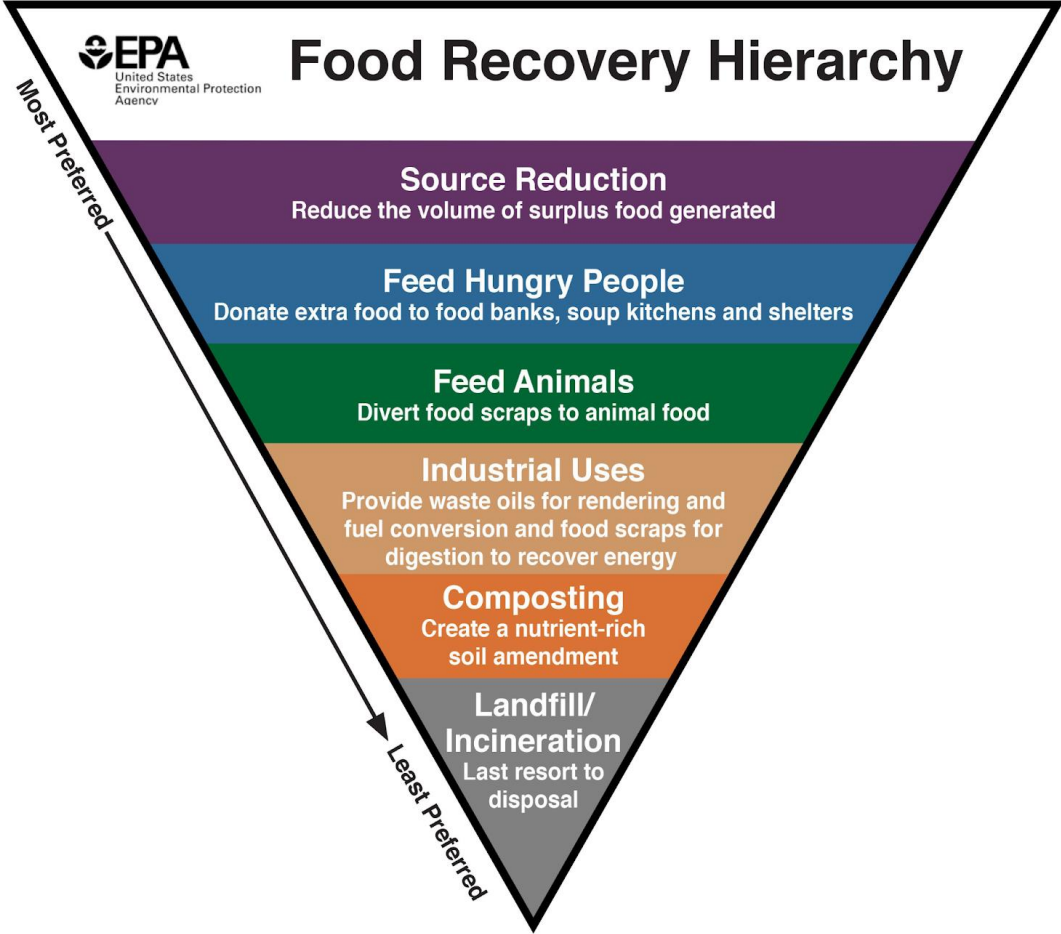 EPA
United States
Environmental Protection
Agency
Food Recovery Hierarchy
Most Preferred
Source Reduction
Reduce the volume of surplus food generated
Feed Hungry People
Donate extra food to food banks, soup kitchens and shelters
Feed Animals
Divert food scraps to animal food
Industrial Uses
Provide waste oils for rendering and
fuel conversion and food scraps for
digestion to recover energy
Composting
Create a nutrient-rich
soil amendment
Landfill/
Incineration
Last resort to
disposal
Least Preferred